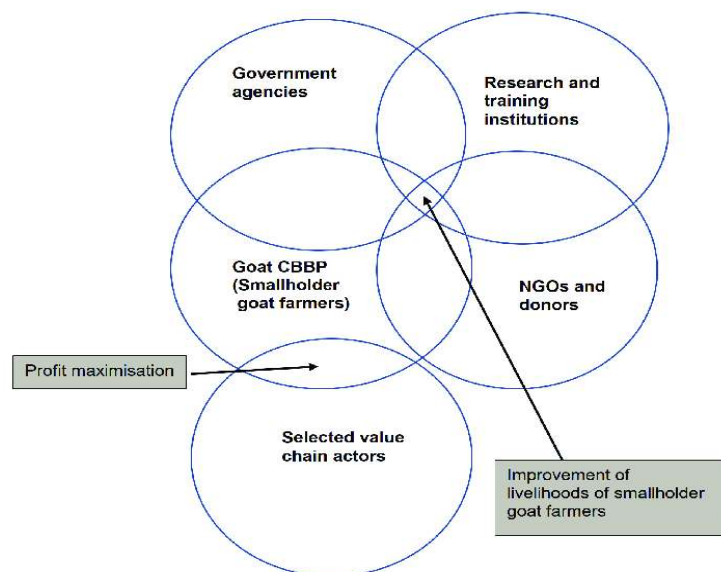 Government
agencies
Research and
training
institutions
Goat CBBP
(Smallholder
goat farmers)
NGOs and
donors
Profit maximisation
Selected value
chain actors
Improvement of
livelihoods of smallholder
goat farmers